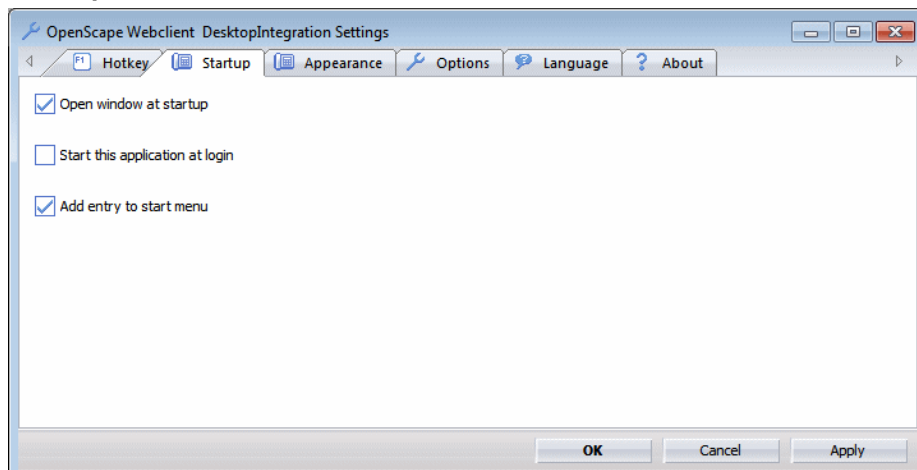 OpenScape Webclient DesktopIntegration Settings
F1 Hotkey Startup Appearance Options Language ? About
Open window at startup
Start this application at login
Add entry to start menu
OK Cancel Apply